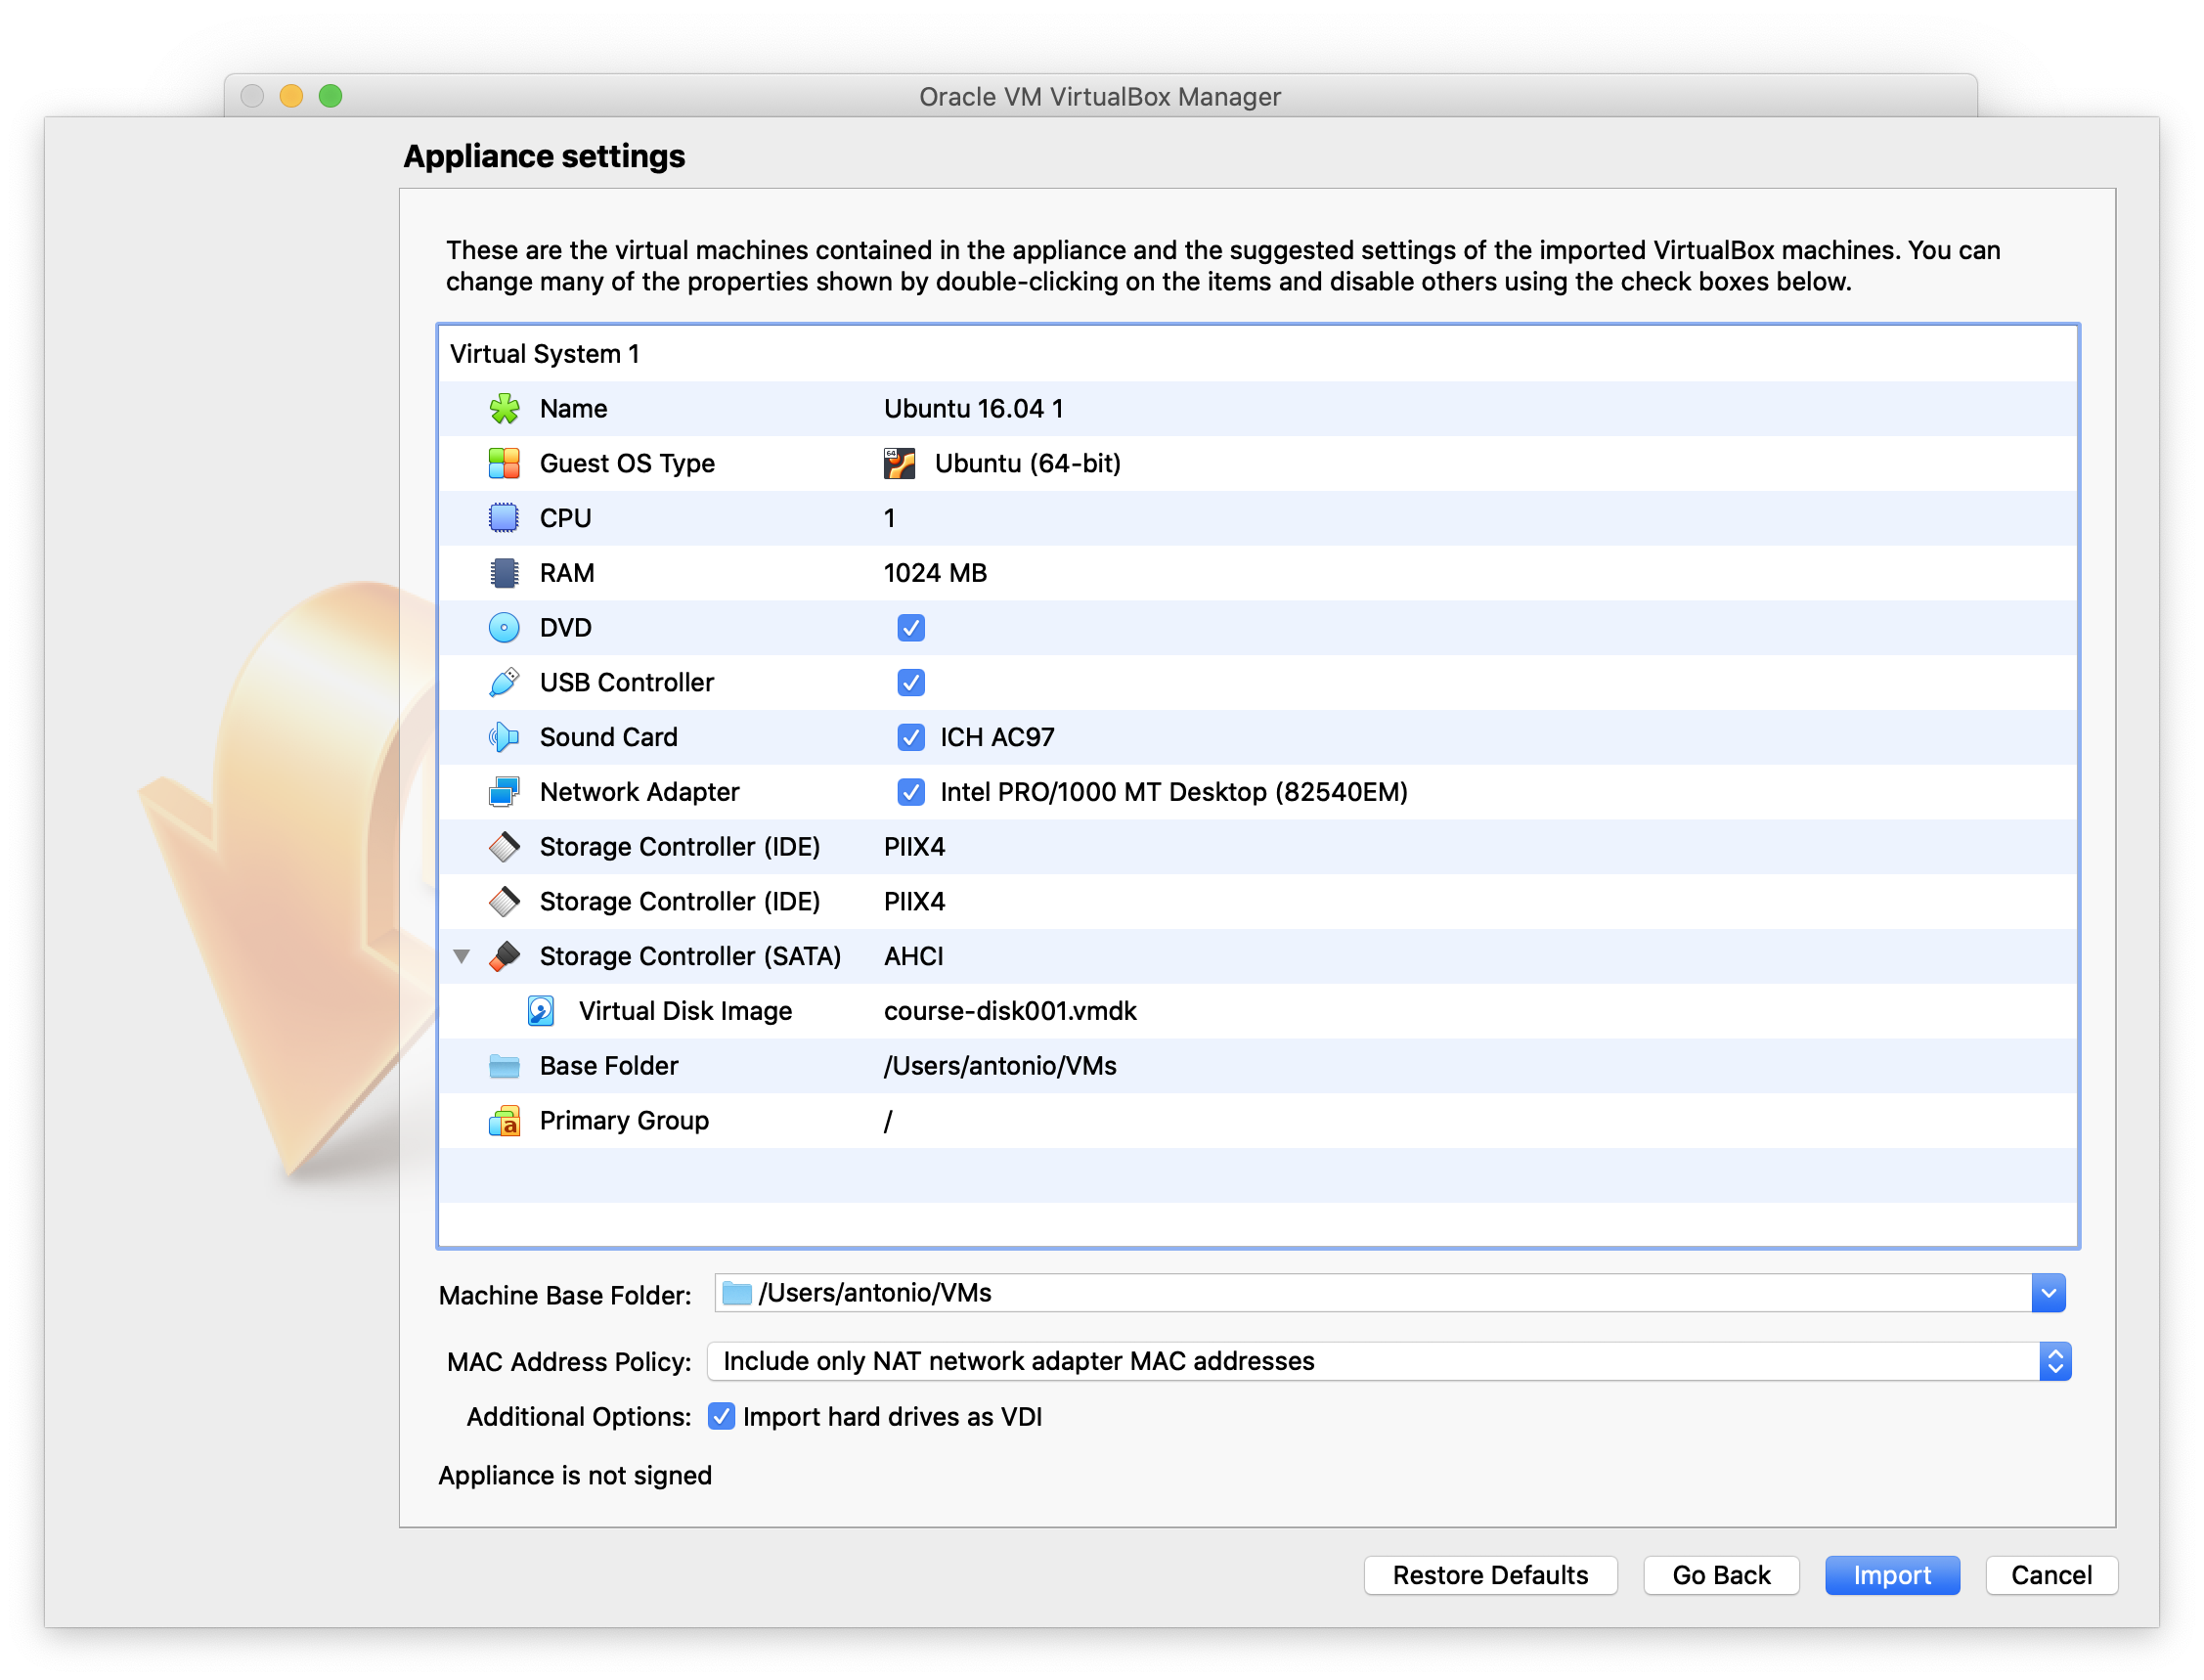 Oracle VM VirtualBox Manager
Appliance settings
These are the virtual machines contained in the appliance and the suggested settings of the imported VirtualBox machines. You can
change many of the properties shown by double-clicking on the items and disable others using the check boxes below.
Virtual System 1
Name Ubuntu 16.04 1
Guest OS Type 64 Ubuntu (64-bit)
CPU 1
RAM 1024 MB
DVD
USB Controller
Sound Card ICH AC97
Network Adapter Intel PRO/1000 MT Desktop (82540EM)
Storage Controller (IDE) PIIX4
Storage Controller (IDE) PIIX4
Storage Controller (SATA) AHCI
Virtual Disk Image course-disk001.vmdk
Base Folder /Users/antonio/VMs
a Primary Group /
Machine Base Folder: /Users/antonio/VMs
MAC Address Policy: Include only NAT network adapter MAC addresses
Additional Options: Import hard drives as VDI
Appliance is not signed
Restore Defaults Go Back Import Cancel